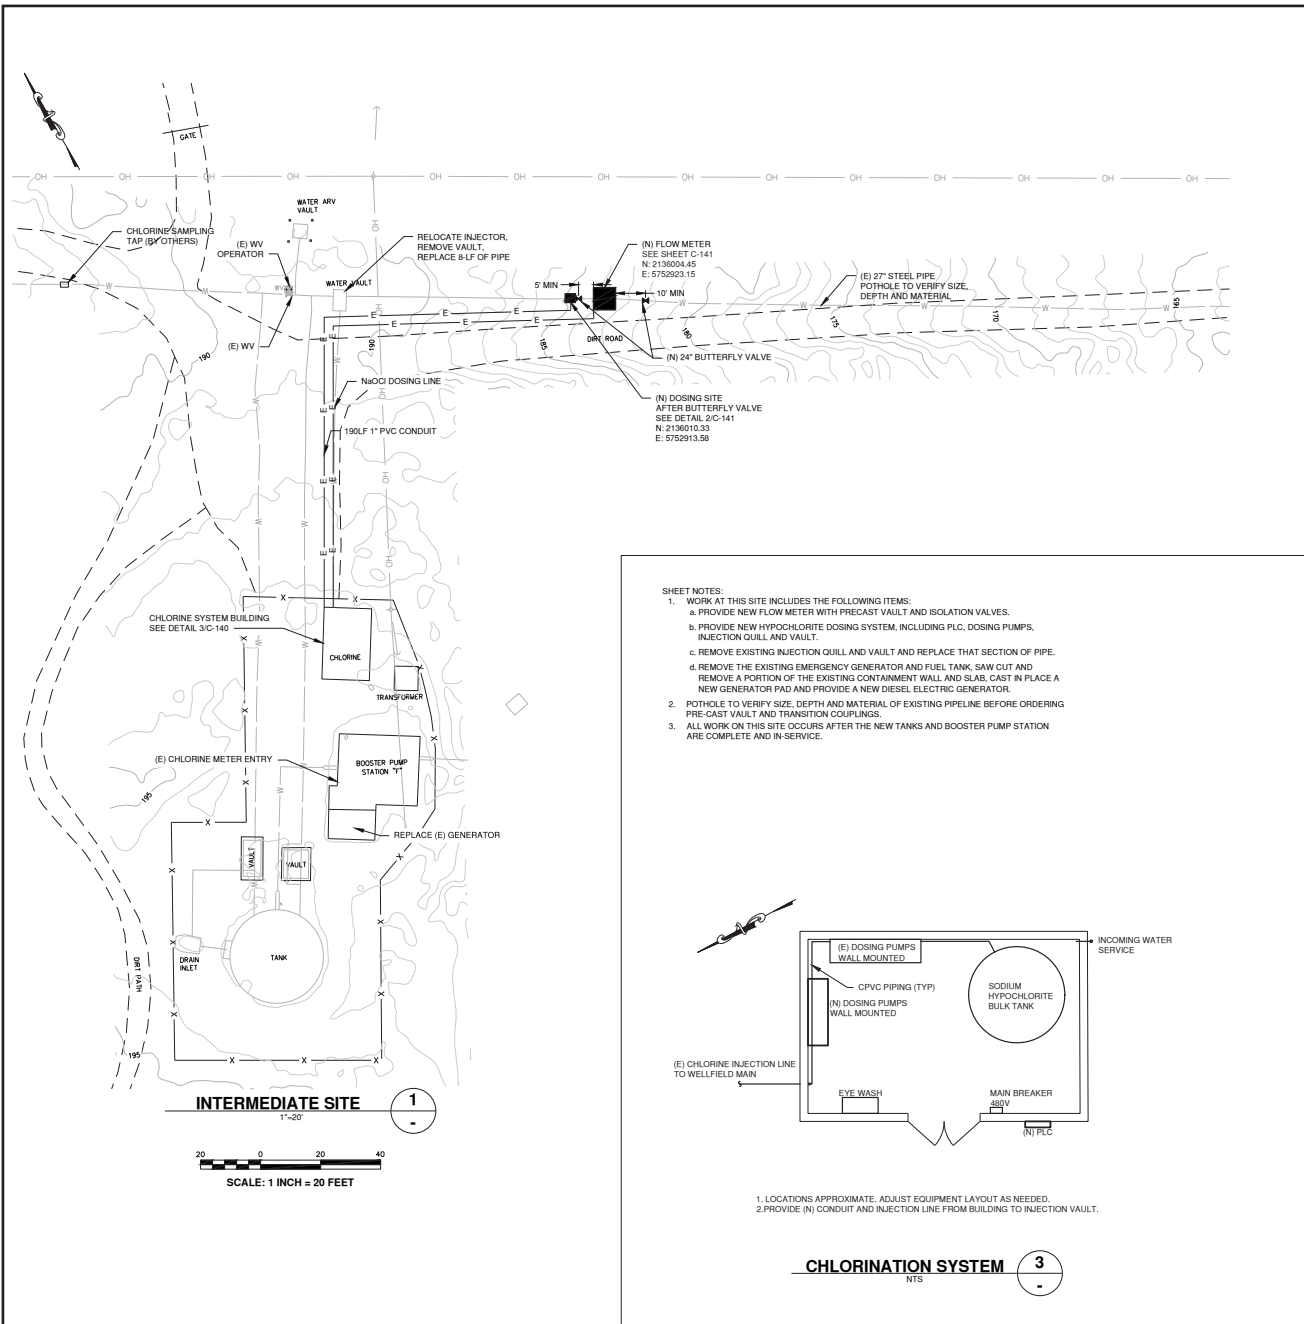 GATE
OH OH OH OH OH OH OH OH OH OH OH OH OH
WATER ARV
VAULT
CHLORINE SAMPLING
TAP (BY OTHERS)
(E) WV
OPERATOR
RELOCATE INJECTOR,
REMOVE VAULT,
REPLACE 8-LF OF PIPE
(N) FLOW METER
SEE SHEET C-141
N: 2136004.45
E: 5752923.15
(E) 27" STEEL PIPE
POTHOLE TO VERIFY SIZE,
DEPTH AND MATERIAL
WATER VAULT
5' MIN
10' MIN
WV
(E) WV
190
190
185
DIRT ROAD
180
175
170
165
(N) 24" BUTTERFLY VALVE
NaOCl DOSING LINE
(N) DOSING SITE
AFTER BUTTERFLY VALVE
SEE DETAIL 2/C-141
N: 2136010.33
E: 5752913.58
190LF 1" PVC CONDUIT
CHLORINE SYSTEM BUILDING
SEE DETAIL 3/C-140
CHLORINE
TRANSFORMER
(E) CHLORINE METER ENTRY
BOOSTER PUMP
STATION "F"
195
REPLACE (E) GENERATOR
VAULT
VAULT
DRAIN
INLET
TANK
DIRT PATH
195
INTERMEDIATE SITE
1"=20'
1
-
20 0 20 40
SCALE: 1 INCH = 20 FEET
SHEET NOTES:
1. WORK AT THIS SITE INCLUDES THE FOLLOWING ITEMS:
a. PROVIDE NEW FLOW METER WITH PRECAST VAULT AND ISOLATION VALVES.
b. PROVIDE NEW HYPOCHLORITE DOSING SYSTEM, INCLUDING PLC, DOSING PUMPS,
INJECTION QUILL AND VAULT.
c. REMOVE EXISTING INJECTION QUILL AND VAULT AND REPLACE THAT SECTION OF PIPE.
d. REMOVE THE EXISTING EMERGENCY GENERATOR AND FUEL TANK, SAW CUT AND
REMOVE A PORTION OF THE EXISTING CONTAINMENT WALL AND SLAB, CAST IN PLACE A
NEW GENERATOR PAD AND PROVIDE A NEW DIESEL ELECTRIC GENERATOR.
2. POTHOLE TO VERIFY SIZE, DEPTH AND MATERIAL OF EXISTING PIPELINE BEFORE ORDERING
PRE-CAST VAULT AND TRANSITION COUPLINGS.
3. ALL WORK ON THIS SITE OCCURS AFTER THE NEW TANKS AND BOOSTER PUMP STATION
ARE COMPLETE AND IN-SERVICE.
(E) DOSING PUMPS
WALL MOUNTED
INCOMING WATER
SERVICE
CPVC PIPING (TYP)
(N) DOSING PUMPS
WALL MOUNTED
SODIUM
HYPOCHLORITE
BULK TANK
(E) CHLORINE INJECTION LINE
TO WELLFIELD MAIN
EYE WASH
MAIN BREAKER
480V
(N) PLC
1. LOCATIONS APPROXIMATE. ADJUST EQUIPMENT LAYOUT AS NEEDED.
2.PROVIDE (N) CONDUIT AND INJECTION LINE FROM BUILDING TO INJECTION VAULT.
CHLORINATION SYSTEM
NTS
3
-